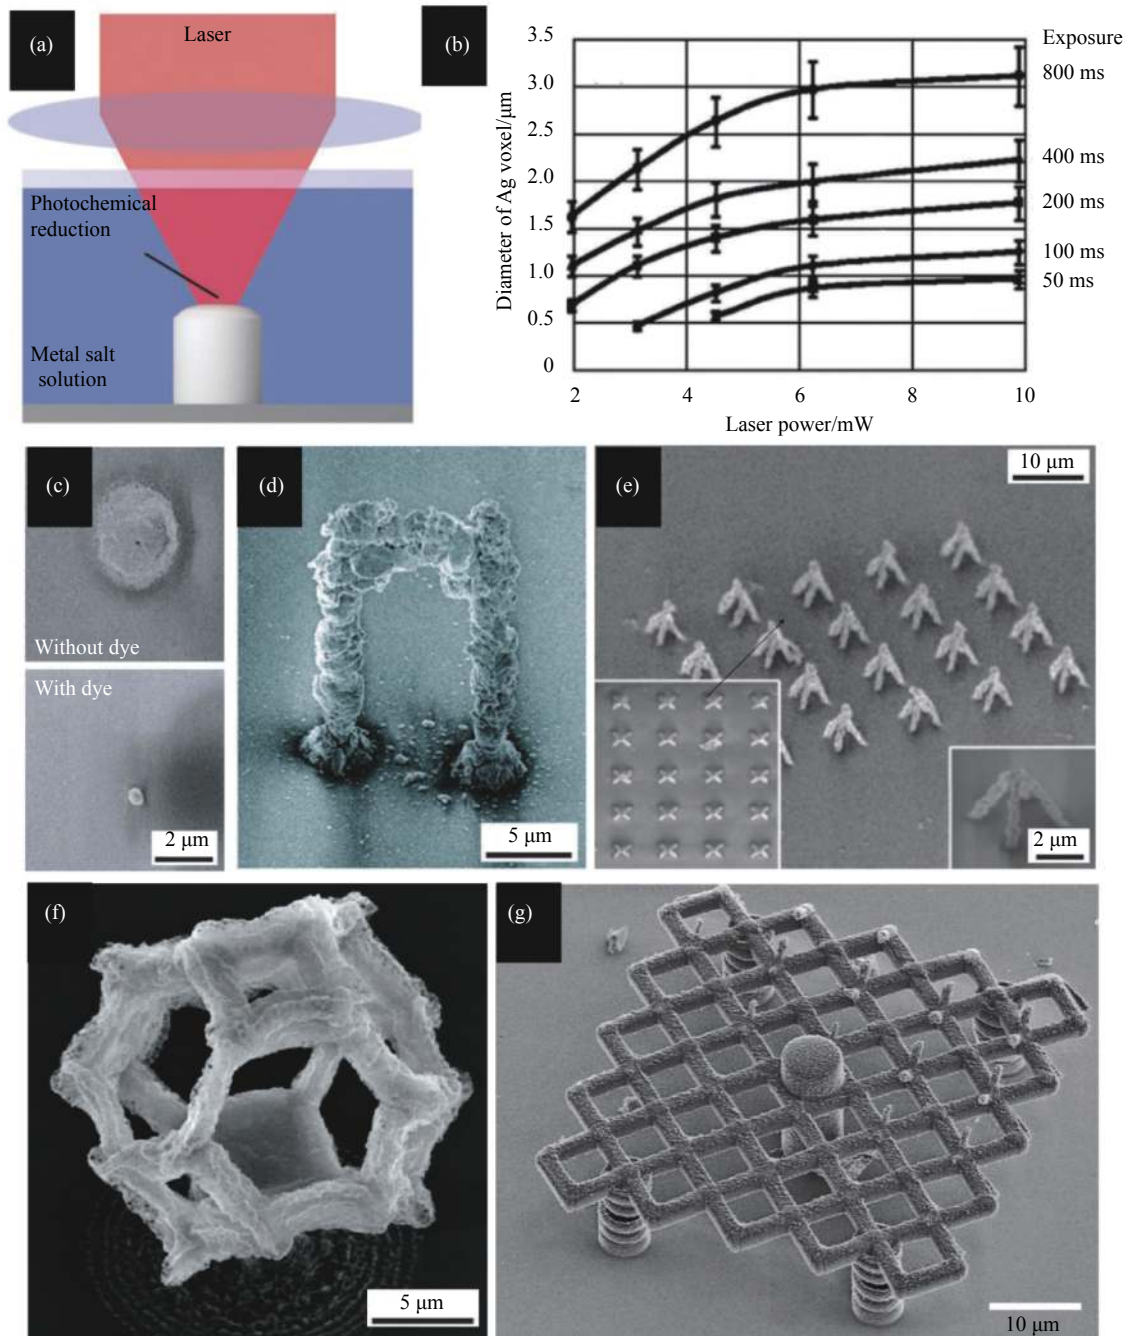 (a)
Laser
Photochemical
reduction
Metal salt
solution
(b)
Diameter of Ag voxel/μm
3.5
3.0
2.5
2.0
1.5
1.0
0.5
0
2
4
6
8
10
Laser power/mW
Exposure
800 ms
400 ms
200 ms
100 ms
50 ms
(c)
Without dye
With dye
2 μm
(d)
5 μm
(e)
10 μm
2 μm
(f)
5 μm
(g)
10 μm